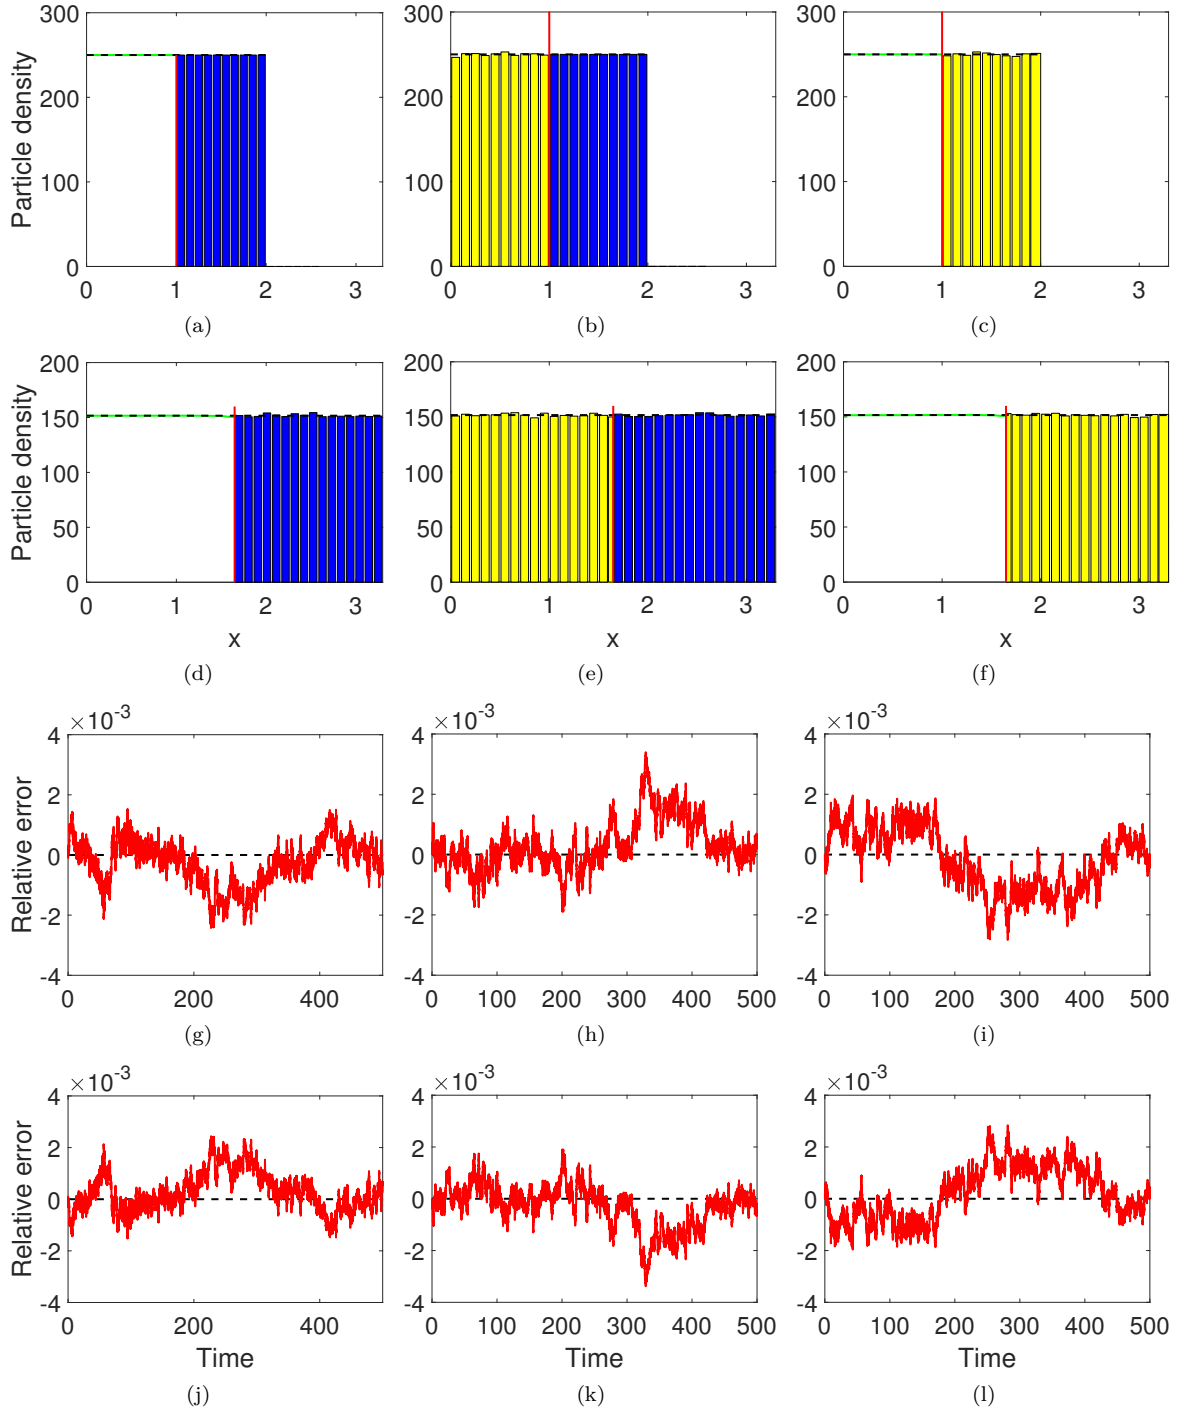 300 300 300
200 200 200
100 100 100
0 0 0
Particle density
0 1 2 3 0 1 2 3 0 1 2 3
(a) (b) (c)
200 200 200
150 150 150
100 100 100
50 50 50
0 0 0
Particle density
0 1 2 3 0 1 2 3 0 1 2 3
x x x
(d) (e) (f)
×10-3 ×10-3 ×10-3
4 4 4
2 2 2
0 0 0
-2 -2 -2
-4 -4 -4
Relative error
0 200 400 0 100 200 300 400 500 0 100 200 300 400 500
(g) (h) (i)
×10-3 ×10-3 ×10-3
4 4 4
2 2 2
0 0 0
-2 -2 -2
-4 -4 -4
Relative error
0 200 400 0 100 200 300 400 500 0 100 200 300 400 500
Time Time Time
(j) (k) (l)